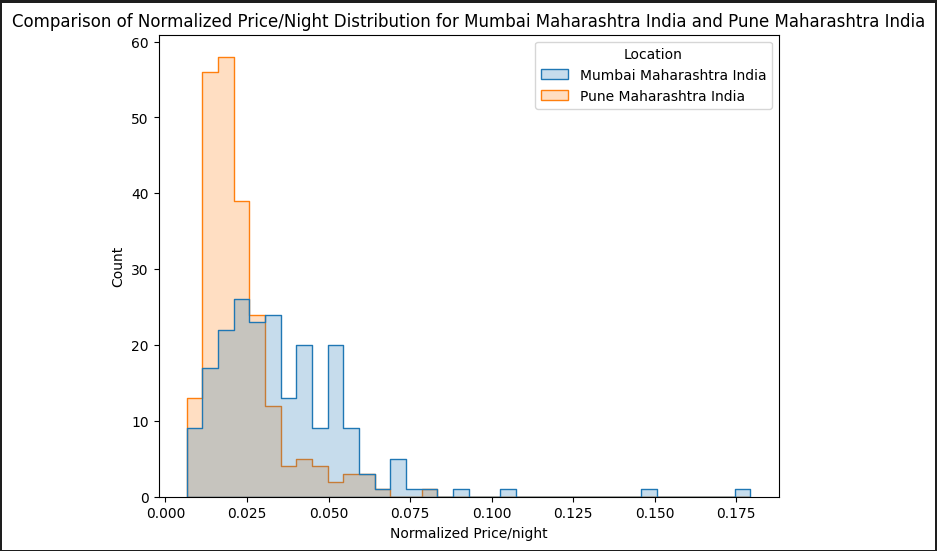 Comparison of Normalized Price/Night Distribution for Mumbai Maharashtra India and Pune Maharashtra India
Location
Mumbai Maharashtra India
Pune Maharashtra India
60
50
40
30
20
10
0
Count
0.000 0.025 0.050 0.075 0.100 0.125 0.150 0.175
Normalized Price/night